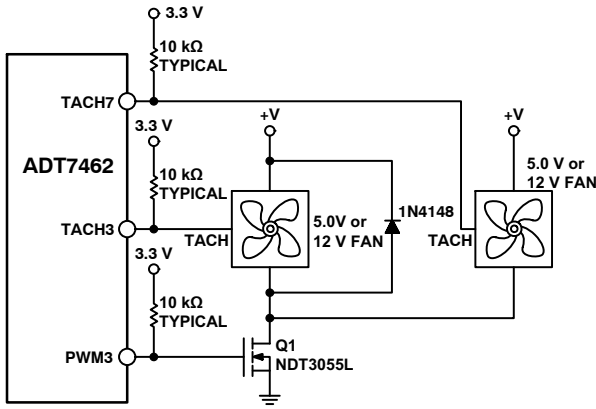 3.3 V
10 kΩ
TYPICAL
TACH7
3.3 V
+V
+V
ADT7462
10 kΩ
TYPICAL
5.0 V or
12 V FAN
1N4148
5.0V or
12 V FAN
TACH3
TACH
TACH
3.3 V
10 kΩ
TYPICAL
Q1
NDT3055L
PWM3